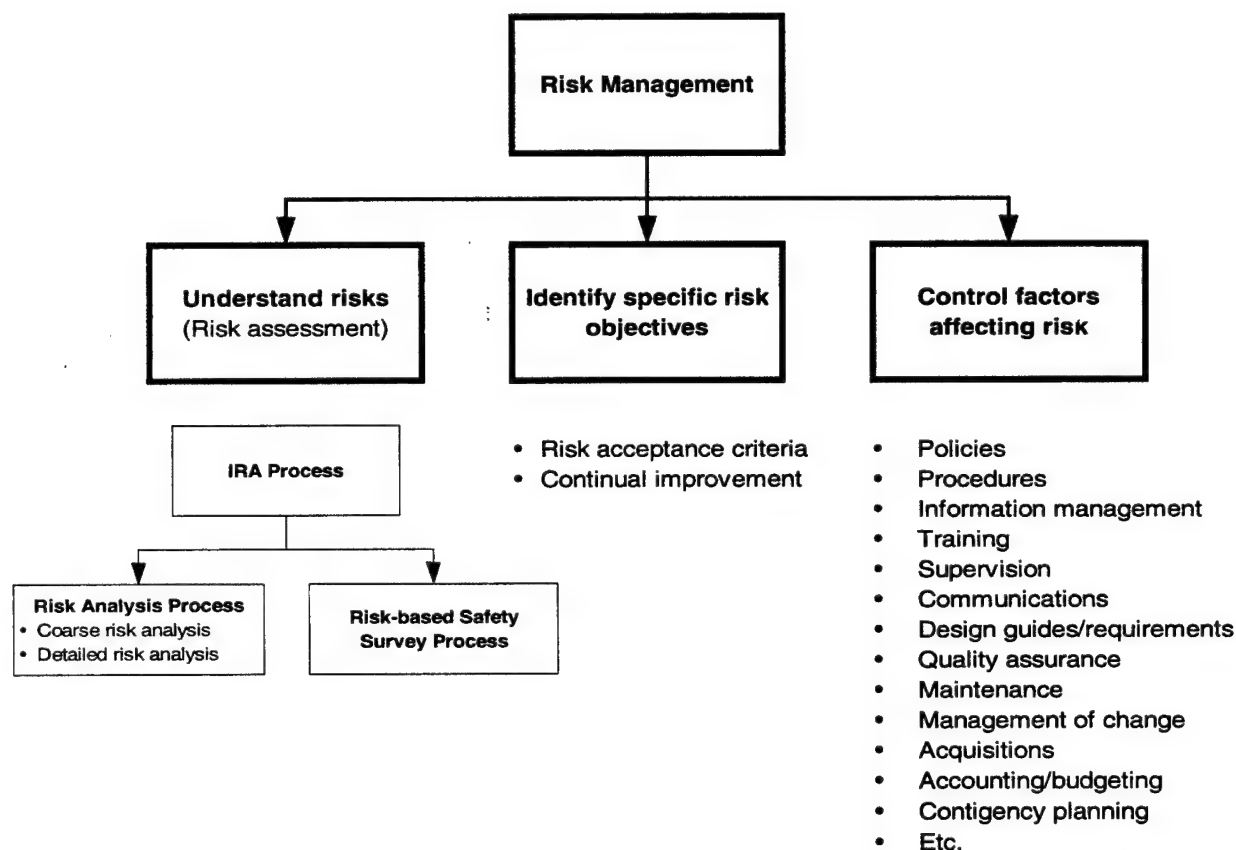 Risk Management
Understand risks
(Risk assessment)
Identify specific risk
objectives
Control factors
affecting risk
IRA Process
Risk Analysis Process
• Coarse risk analysis
• Detailed risk analysis
Risk-based Safety
Survey Process
• Risk acceptance criteria
• Continual improvement
• Policies
• Procedures
• Information management
• Training
• Supervision
• Communications
• Design guides/requirements
• Quality assurance
• Maintenance
• Management of change
• Acquisitions
• Accounting/budgeting
• Contigency planning
• Etc.